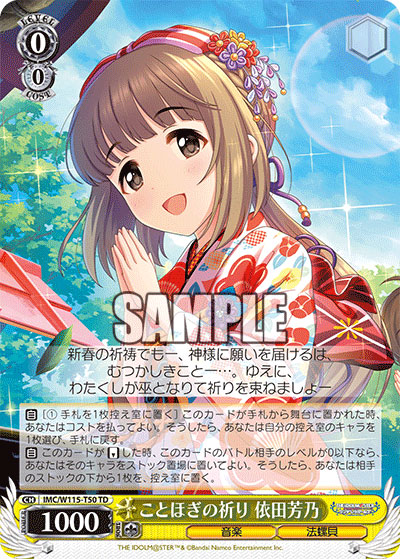 LEVEL
0
0
COST
SAMPLE
新春の祈祷でもー、神様に願いを届けるは、
むつかしきことー…。ゆえに、
わたくしが巫となりて祈りを束ねましょー
自【(1) 手札を1枚控え室に置く】このカードが手札から舞台に置かれた時、
あなたはコストを払ってよい。そうしたら、あなたは自分の控え室のキャラを
1枚選び、手札に戻す。
自 このカードが した時、このカードのバトル相手のレベルが0以下なら、
あなたはそのキャラをストック置場に置いてよい。そうしたら、あなたは相手
のストックの下から1枚を、控え室に置く。
CH IMC/W115-T50 TD ことほぎの祈り 依田芳乃
1000
SOUL
音楽
法螺貝
THE IDOLM@STER™& ©Bandai Namco Entertainment Inc.